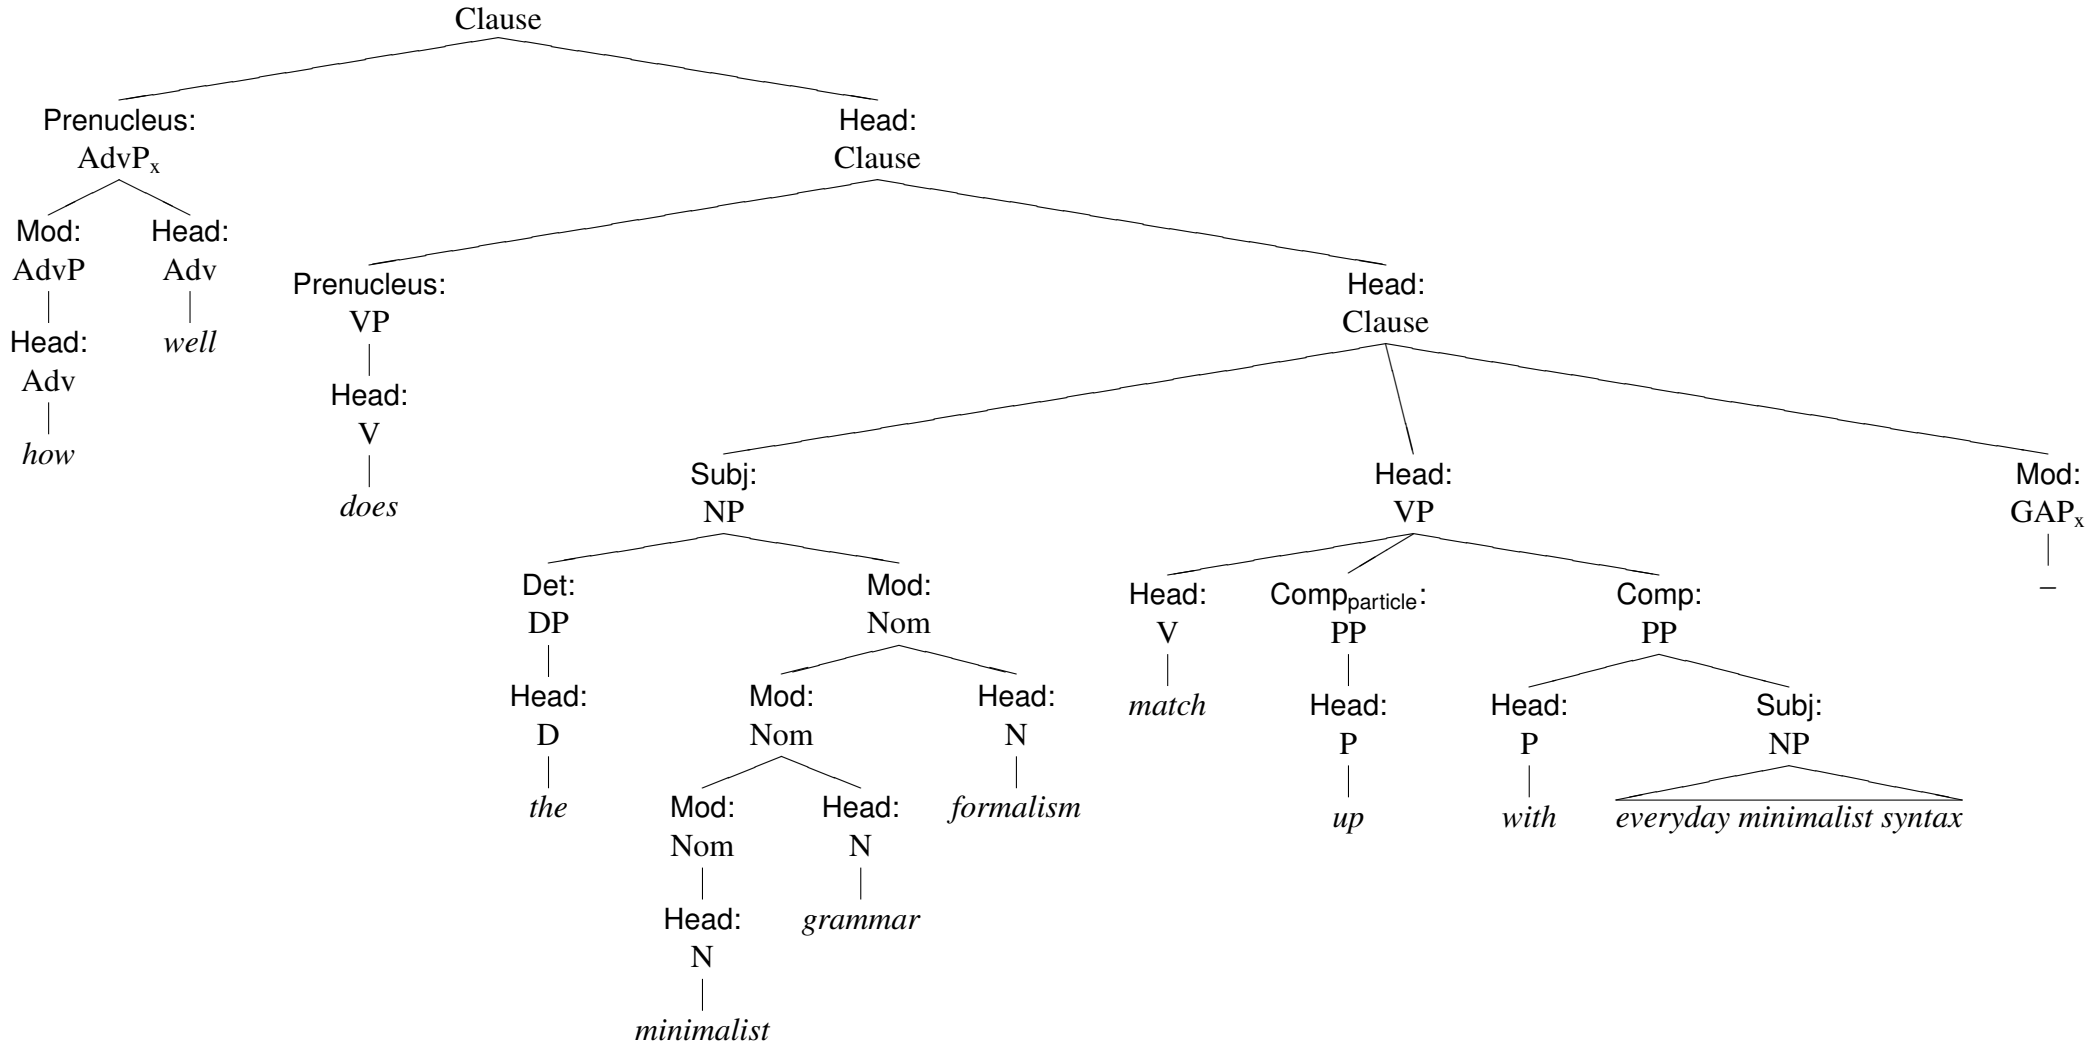 Clause
Prenucleus:
AdvPₓ
Head:
Clause
Mod:
AdvP
Head:
Adv
Head:
Adv
well
how
Prenucleus:
VP
Head:
V
does
Head:
Clause
Subj:
NP
Head:
VP
Mod:
GAPₓ
–
Det:
DP
Mod:
Nom
Head:
D
the
Mod:
Nom
Head:
N
formalism
Mod:
Nom
Head:
N
grammar
Head:
N
minimalist
Head:
V
match
Comp_particle:
PP
Head:
P
up
Comp:
PP
Head:
P
with
Subj:
NP
everyday minimalist syntax